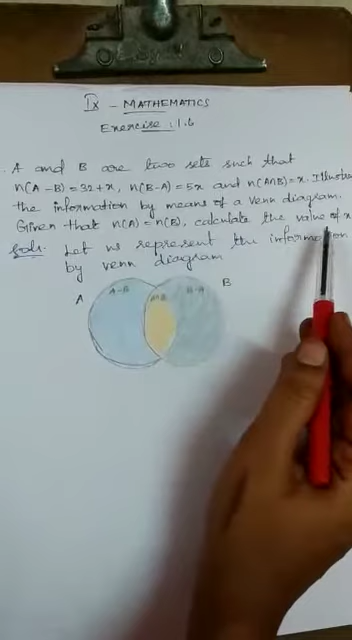 IX - MATHEMATICS
Exercise: 1.6
A and B are two sets such that
n(A-B)=32+x, n(B-A)=5x and n(A∩B)=x. Illustrate
the information by means of a Venn diagram.
Given that n(A)=n(B), calculate the value of x
Soln: Let us represent the information
by venn diagram
A A-B A∩B B-A B